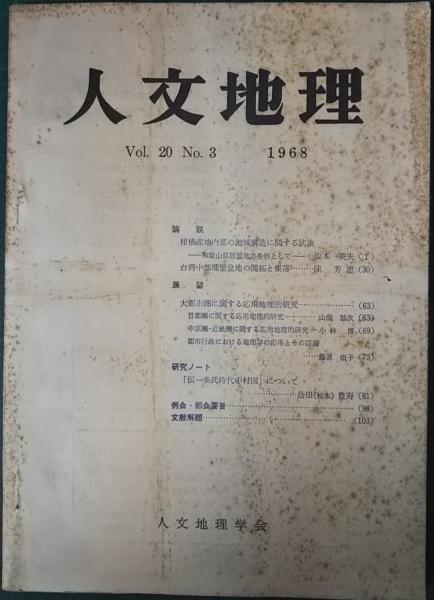 人文地理
Vol. 20 No. 3 1968
論説
柑橘産地内部の地域構造に関する試論
——和歌山県那賀地方を例として——坂本 英夫(1)
台湾中部埔里盆地の開拓と集落………陳 芳惠(30)
展望
大都市圏に関する応用地理的研究…………………(63)
首都圏に関する応用地理的研究…………山鹿 誠次(63)
中京圏・近畿圏に関する応用地理的研究…小林 博(69)
都市行政における地理学の応用とその課題
……藤原 康子(73)
研究ノート
「伝一条氏時代中村図」について
…………島田(柏本) 豊寿(81)
例会・部会要旨…………………………………(98)
文献解題…………………………………(103)
人文地理学会